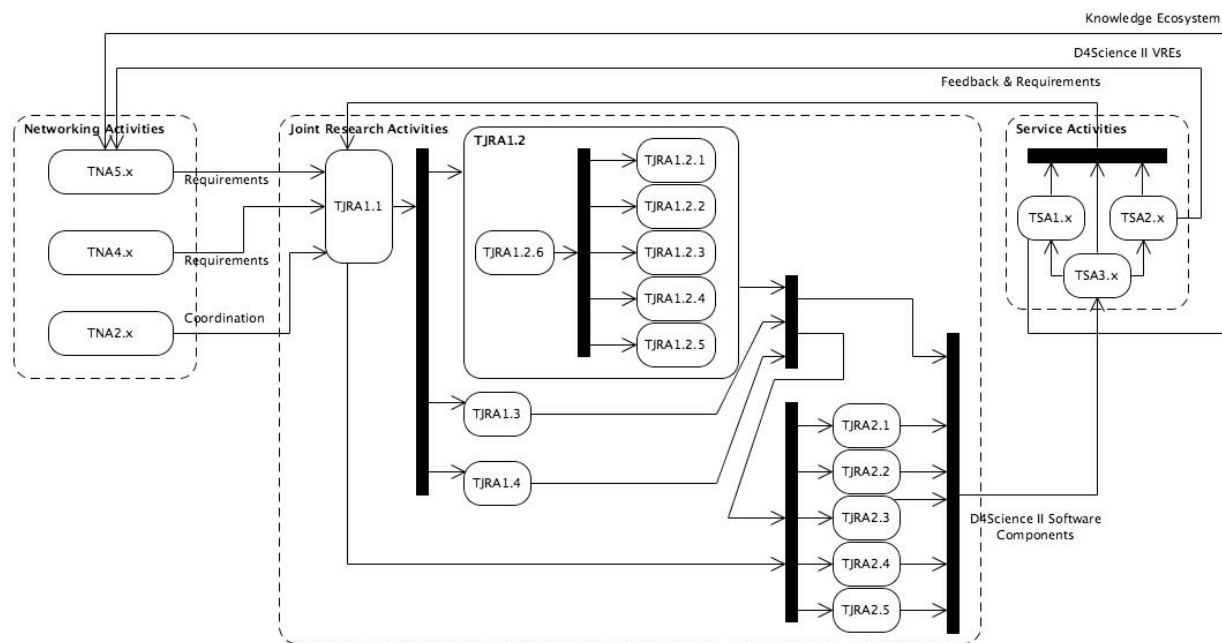 Knowledge Ecosystem
D4Science II VREs
Feedback & Requirements
Networking Activities
TNA5.x
Requirements
TNA4.x
Requirements
Coordination
TNA2.x
Joint Research Activities
TJRA1.1
TJRA1.2
TJRA1.2.6
TJRA1.2.1
TJRA1.2.2
TJRA1.2.3
TJRA1.2.4
TJRA1.2.5
TJRA1.3
TJRA1.4
TJRA2.1
TJRA2.2
TJRA2.3
TJRA2.4
TJRA2.5
D4Science II Software
Components
Service Activities
TSA1.x
TSA2.x
TSA3.x